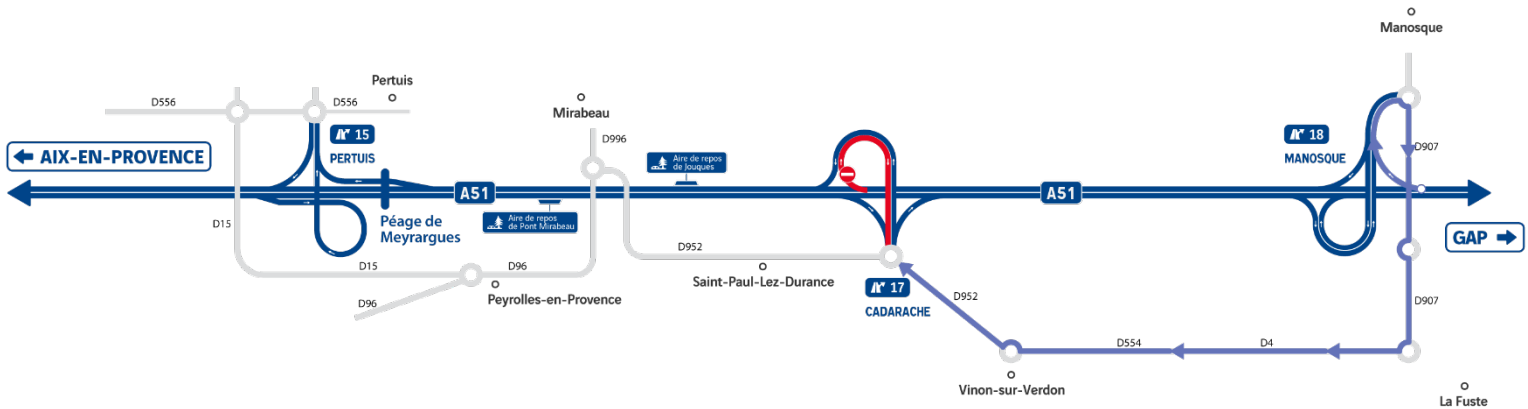 Manosque
Pertuis
D556
D556
Mirabeau
15
PERTUIS
D996
18
MANOSQUE
D907
AIX-EN-PROVENCE
Aire de repos
de Jouques
A51
A51
Péage de
Meyrargues
Aire de repos
de Pont Mirabeau
D15
GAP
D952
D15
D96
Saint-Paul-Lez-Durance
17
CADARACHE
D952
Peyrolles-en-Provence
D96
D907
D554
D4
Vinon-sur-Verdon
La Fuste